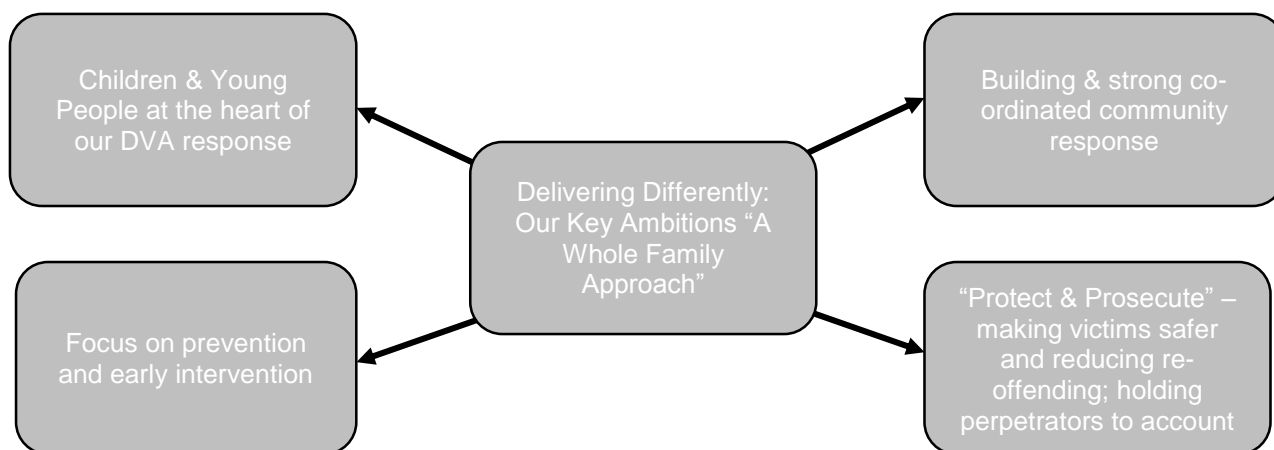 Children & Young
People at the heart of
our DVA response
Building & strong co-
ordinated community
response
Delivering Differently:
Our Key Ambitions “A
Whole Family
Approach”
Focus on prevention
and early intervention
“Protect & Prosecute” –
making victims safer
and reducing re-
offending; holding
perpetrators to account